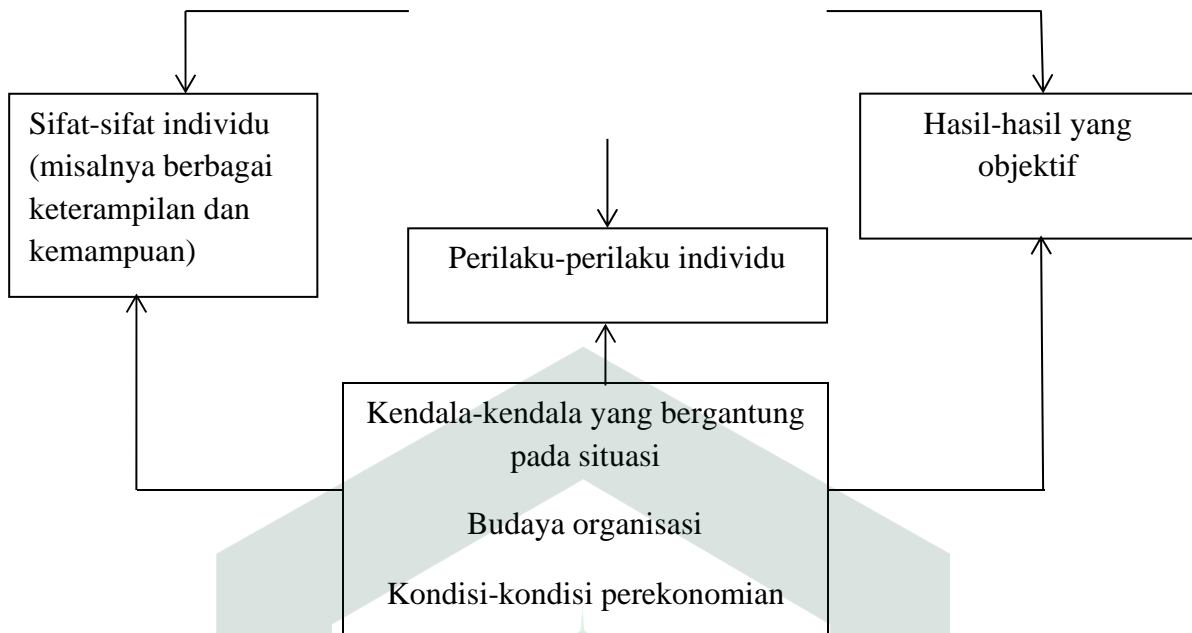 Sifat-sifat individu
(misalnya berbagai
keterampilan dan
kemampuan)
Hasil-hasil yang
objektif
Perilaku-perilaku individu
Kendala-kendala yang bergantung
pada situasi
Budaya organisasi
Kondisi-kondisi perekonomian